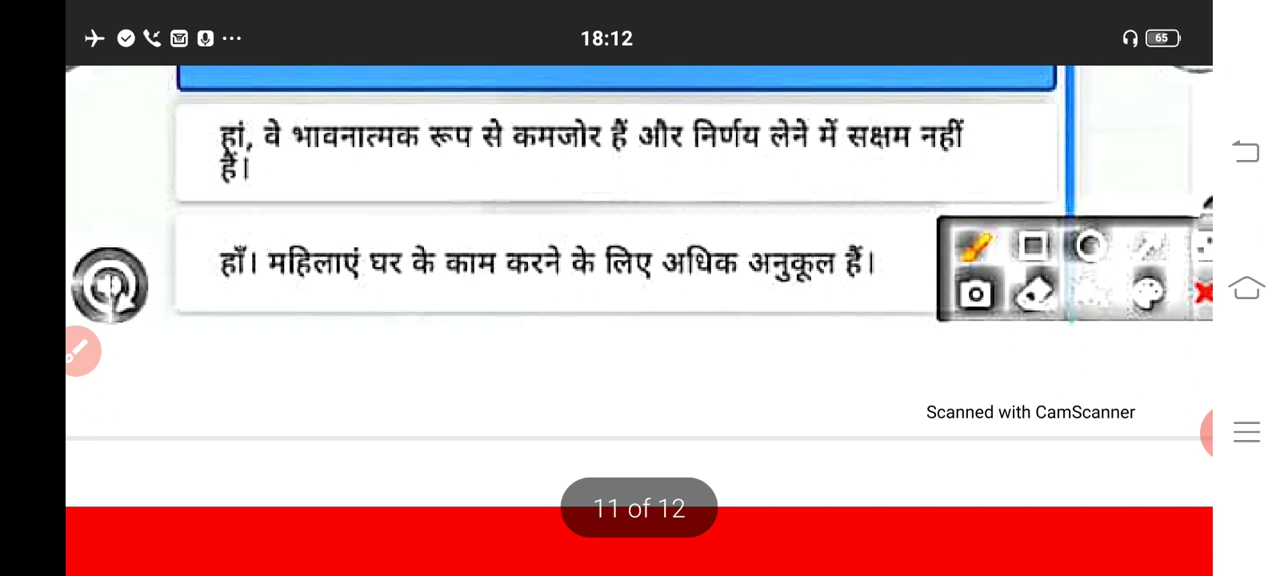 18:12
65
हां, वे भावनात्मक रूप से कमजोर हैं और निर्णय लेने में सक्षम नहीं
हैं।
हाँ। महिलाएं घर के काम करने के लिए अधिक अनुकूल हैं।
Scanned with CamScanner
11 of 12